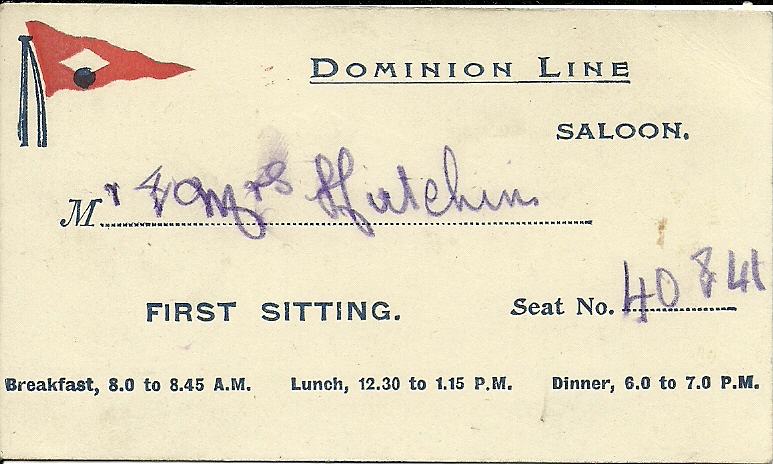 DOMINION LINE
SALOON.
Mr & Mrs Hutchin
FIRST SITTING. Seat No. 40 & 41
Breakfast, 8.0 to 8.45 A.M. Lunch, 12.30 to 1.15 P.M. Dinner, 6.0 to 7.0 P.M.